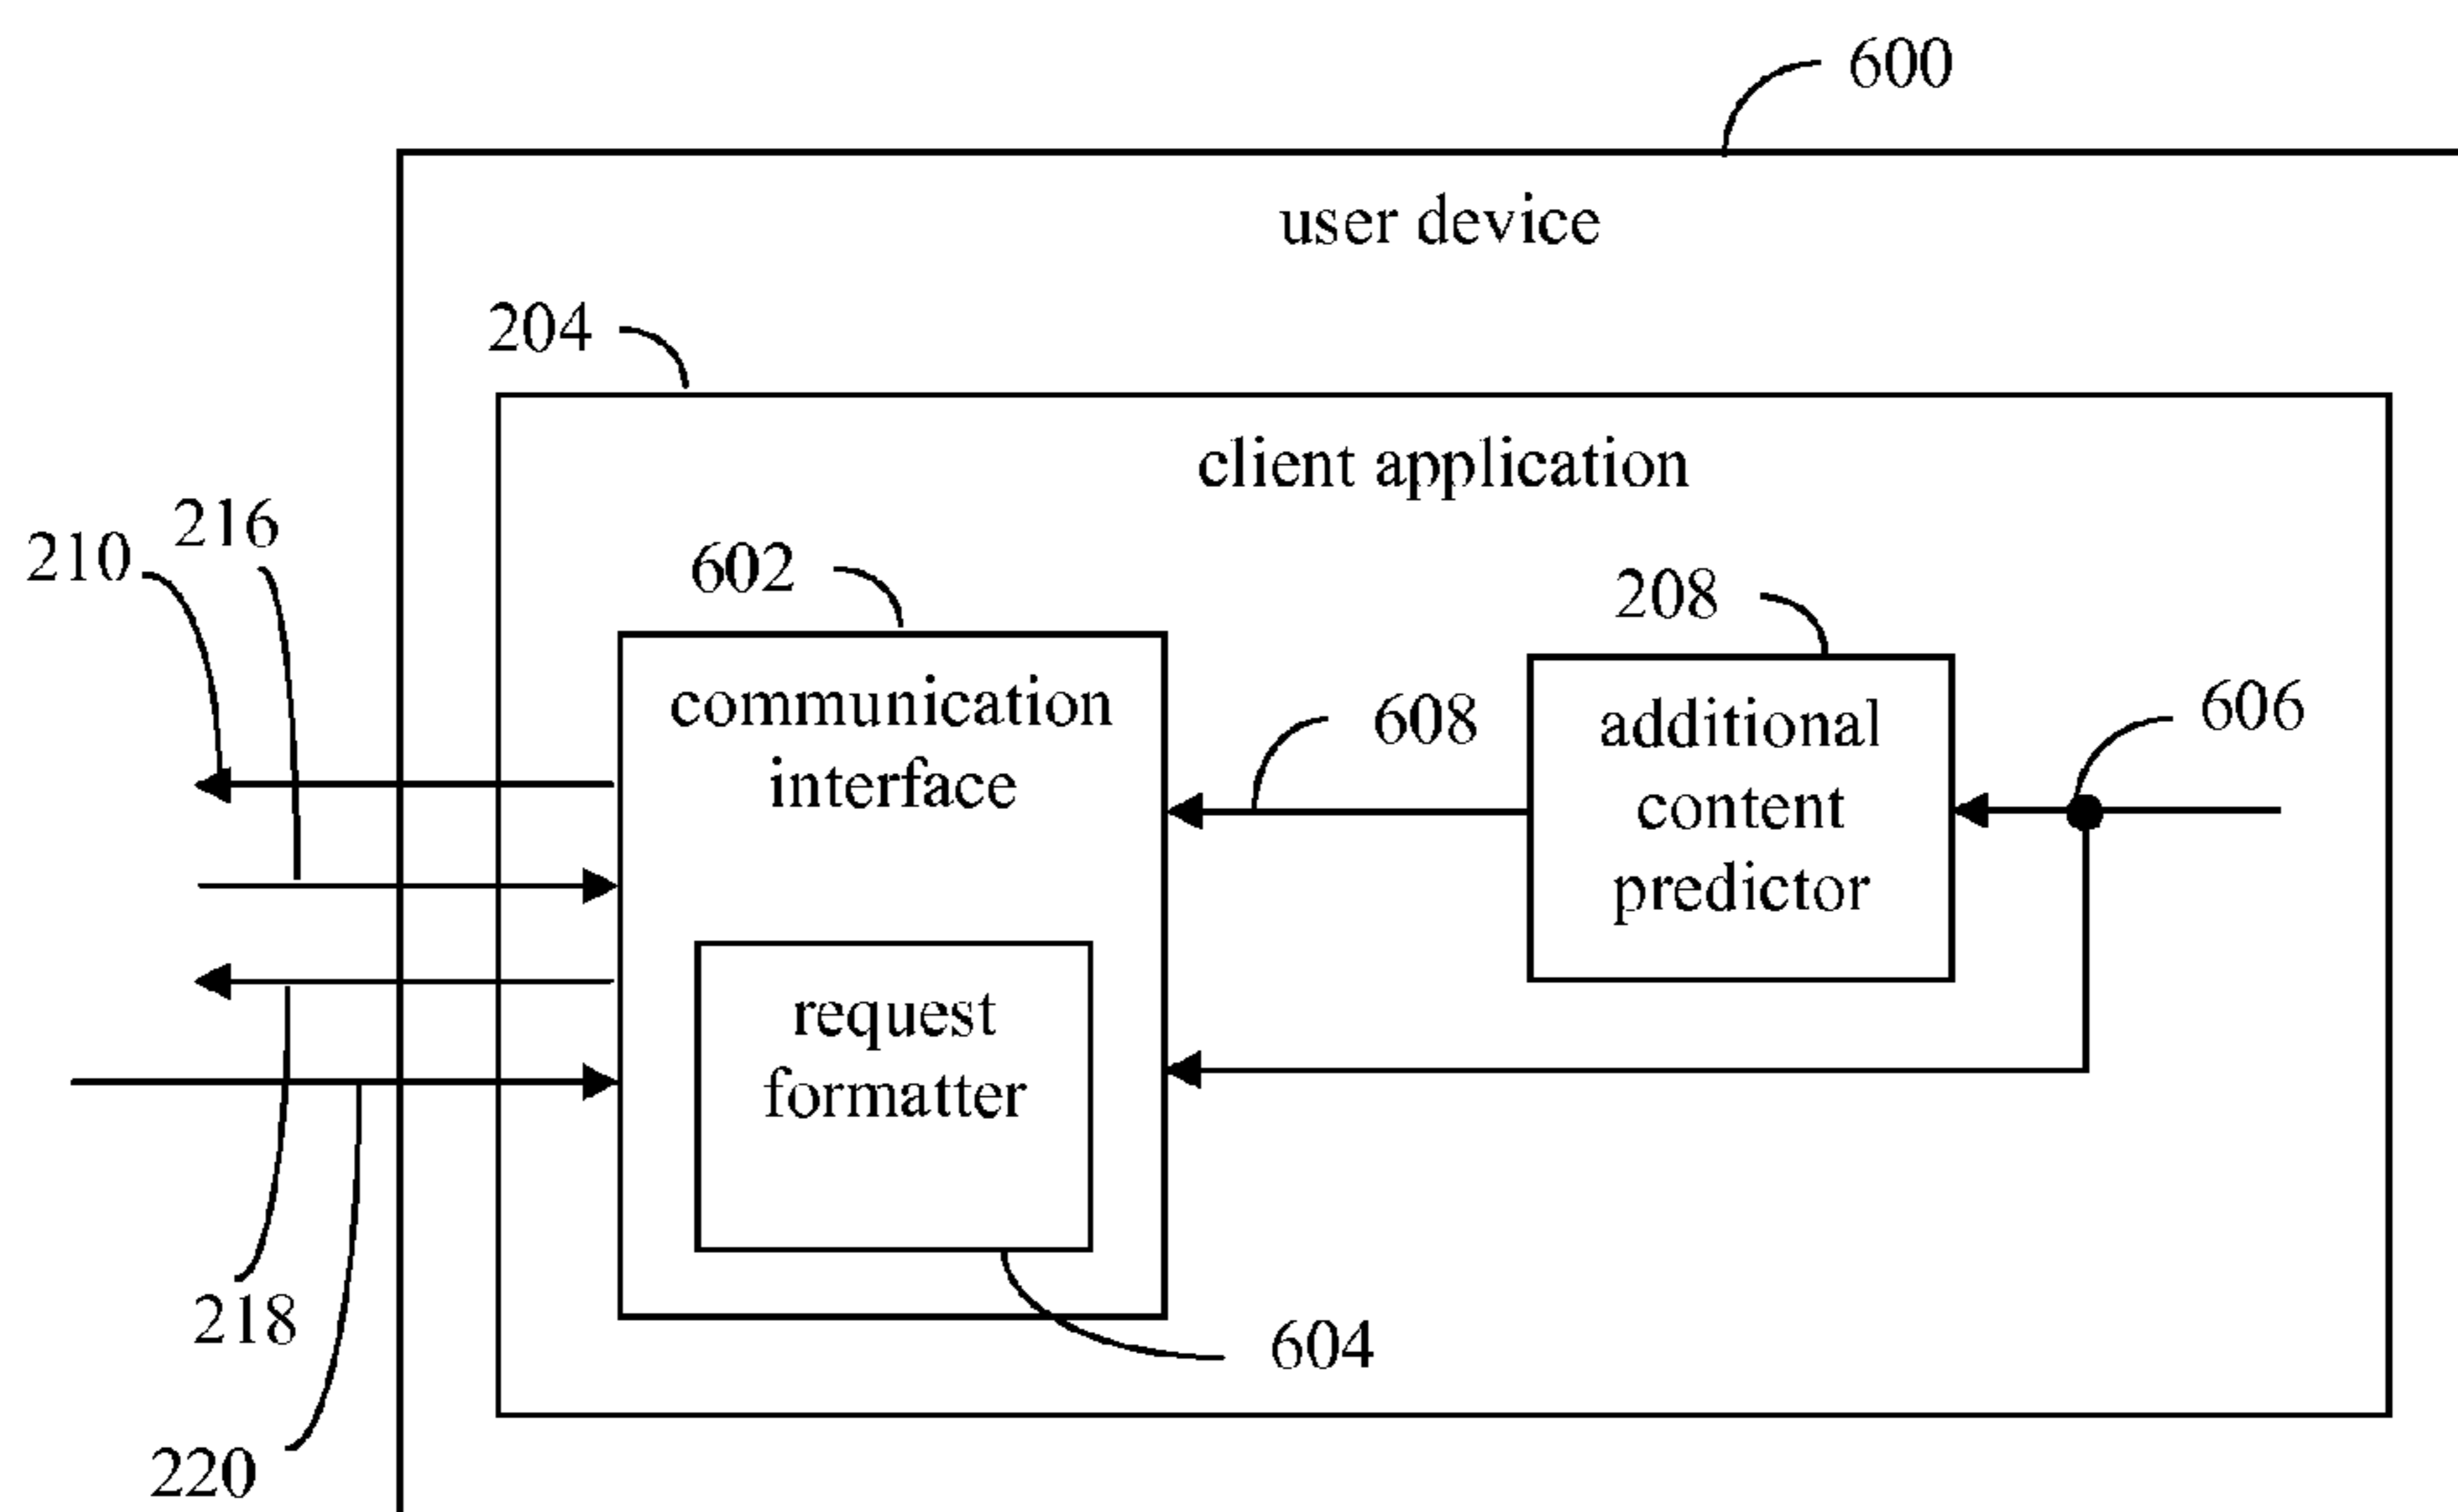 600
user device
204
client application
216
210
602
208
communication
interface
608
additional
content
predictor
606
request
formatter
218
604
220